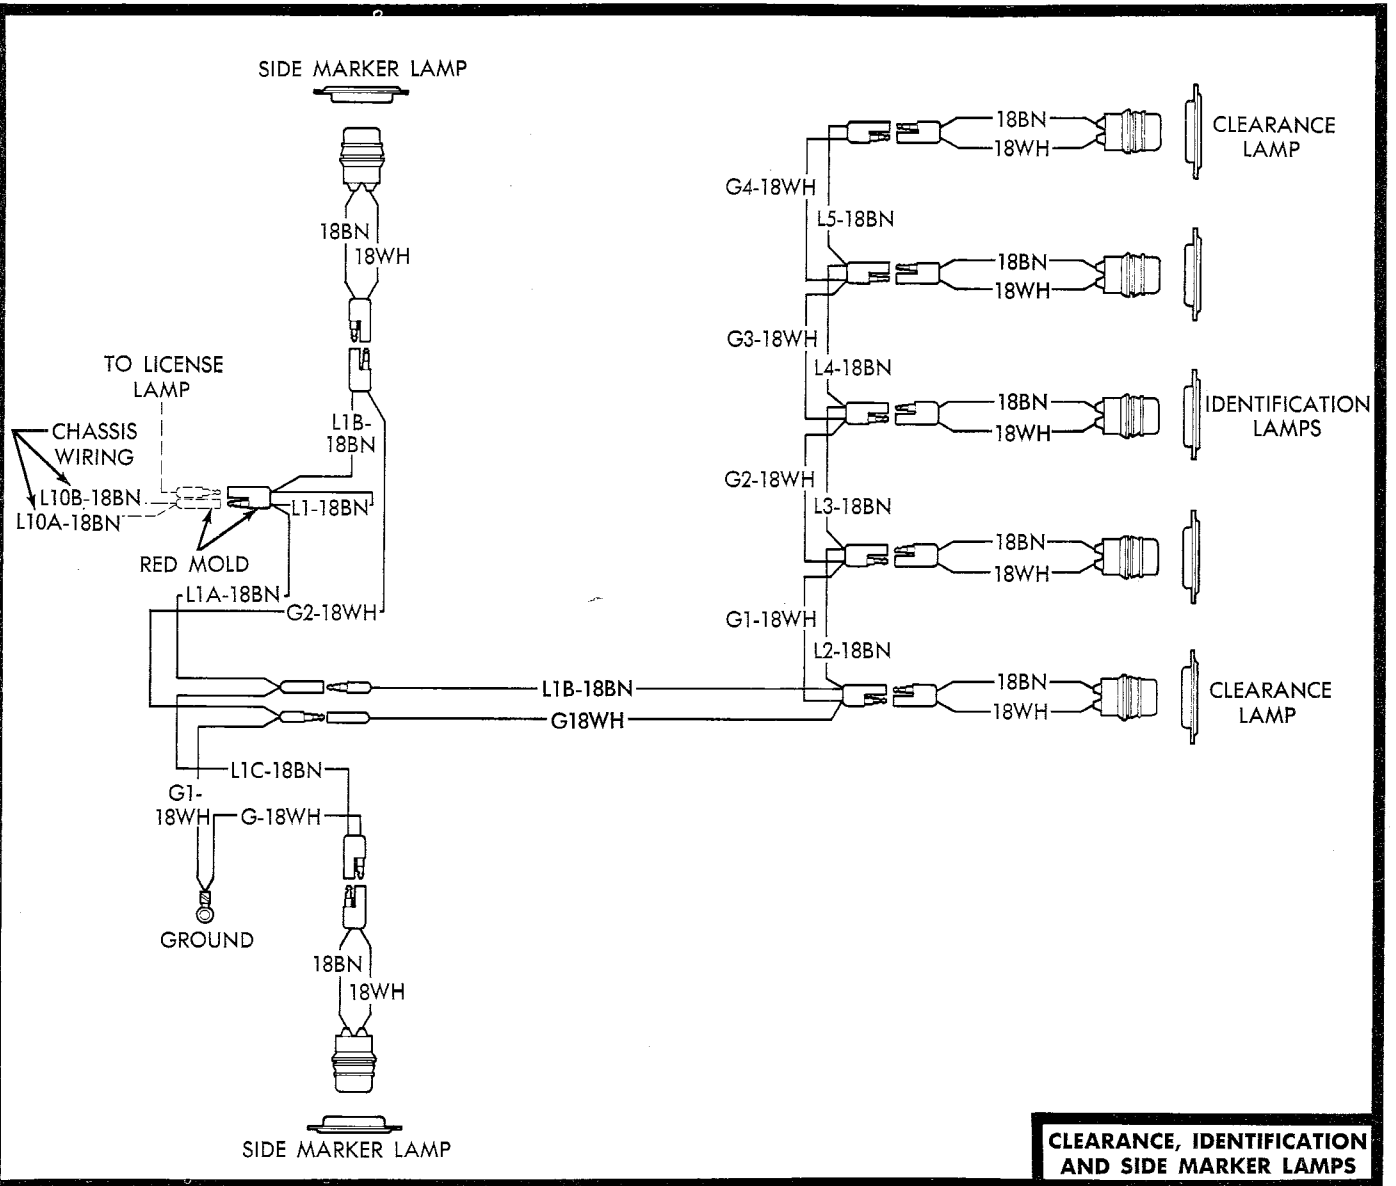 SIDE MARKER LAMP
18BN
18WH
TO LICENSE
LAMP
CHASSIS
WIRING
L10B-18BN
L10A-18BN
RED MOLD
L1B-
18BN
L1-18BN
L1A-18BN
G2-18WH
L1B-18BN
G18WH
L1C-18BN
G1-
18WH
G-18WH
GROUND
18BN
18WH
SIDE MARKER LAMP
18BN
18WH
CLEARANCE
LAMP
G4-18WH
L5-18BN
18BN
18WH
G3-18WH
L4-18BN
18BN
18WH
IDENTIFICATION
LAMPS
G2-18WH
L3-18BN
18BN
18WH
G1-18WH
L2-18BN
18BN
18WH
CLEARANCE
LAMP
CLEARANCE, IDENTIFICATION
AND SIDE MARKER LAMPS